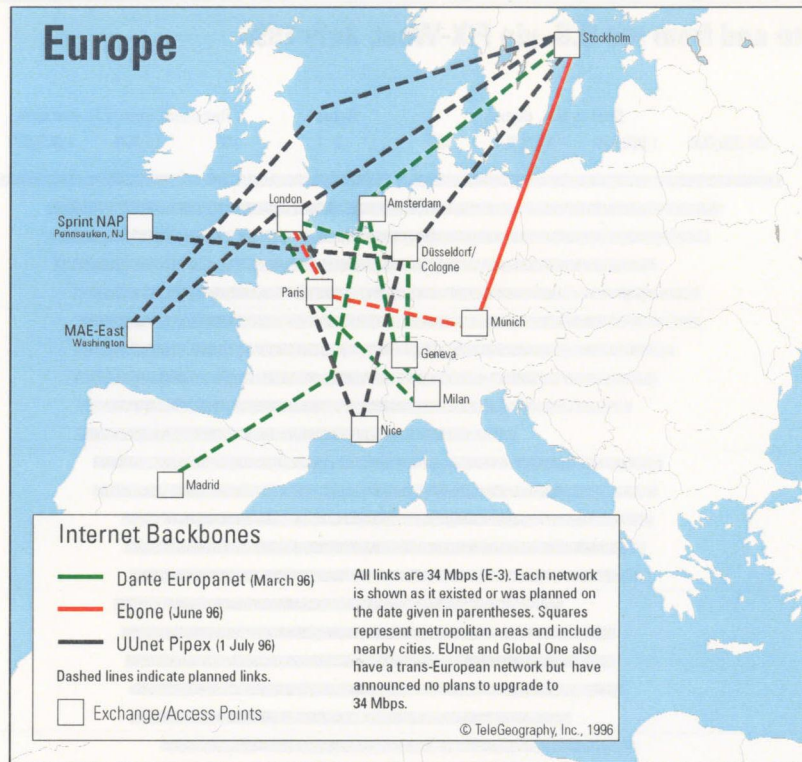 Europe
Stockholm
London
Amsterdam
Sprint NAP
Pennsauken, NJ
Düsseldorf/
Cologne
Paris
MAE-East
Washington
Munich
Geneva
Milan
Nice
Madrid
Internet Backbones
Dante Europanet (March 96)
Ebone (June 96)
UUnet Pipex (1 July 96)
Dashed lines indicate planned links.
Exchange/Access Points
All links are 34 Mbps (E-3). Each network
is shown as it existed or was planned on
the date given in parentheses. Squares
represent metropolitan areas and include
nearby cities. EUnet and Global One also
have a trans-European network but have
announced no plans to upgrade to
34 Mbps.
© TeleGeography, Inc., 1996